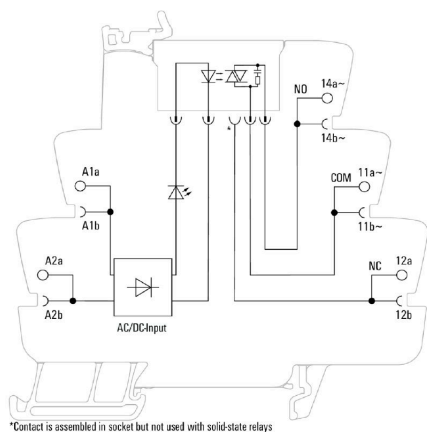 NO
14a~
14b~
*
A1a
COM
11a~
A1b
11b~
A2a
NC
12a
A2b
12b
AC/DC-Input
*Contact is assembled in socket but not used with solid-state relays